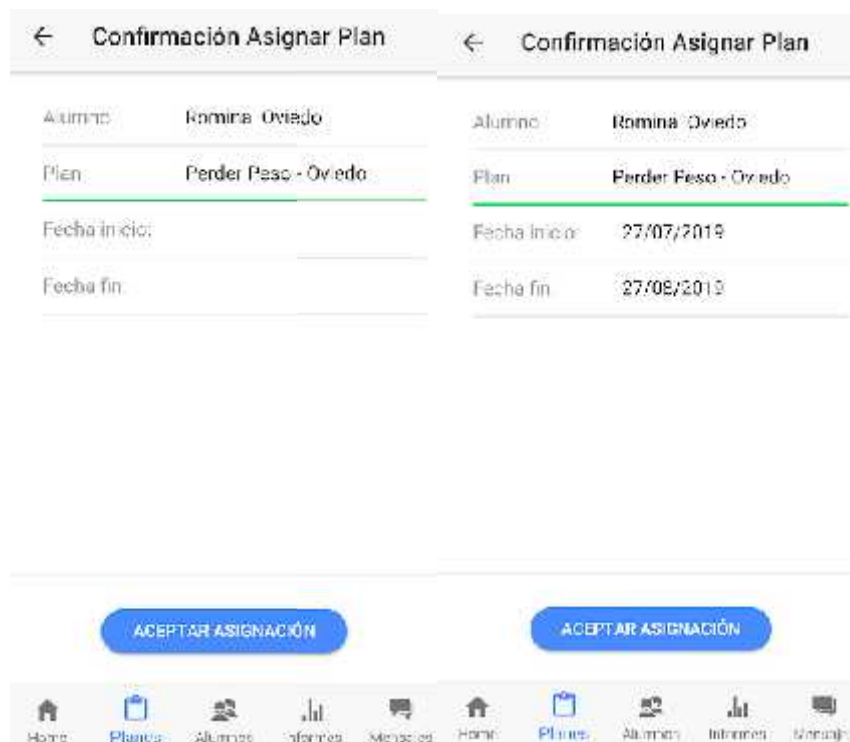 Confirmación Asignar Plan
Alumno Romina Oviedo
Plan Perder Peso - Oviedo
Fecha inicio:
Fecha fin
ACEPTAR ASIGNACIÓN
Home Planes Alumnos Informes Mensajes
Confirmación Asignar Plan
Alumno Romina Oviedo
Plan Perder Peso - Oviedo
Fecha inicio: 27/07/2019
Fecha fin 27/08/2019
ACEPTAR ASIGNACIÓN
Home Planes Alumnos Informes Mensaje